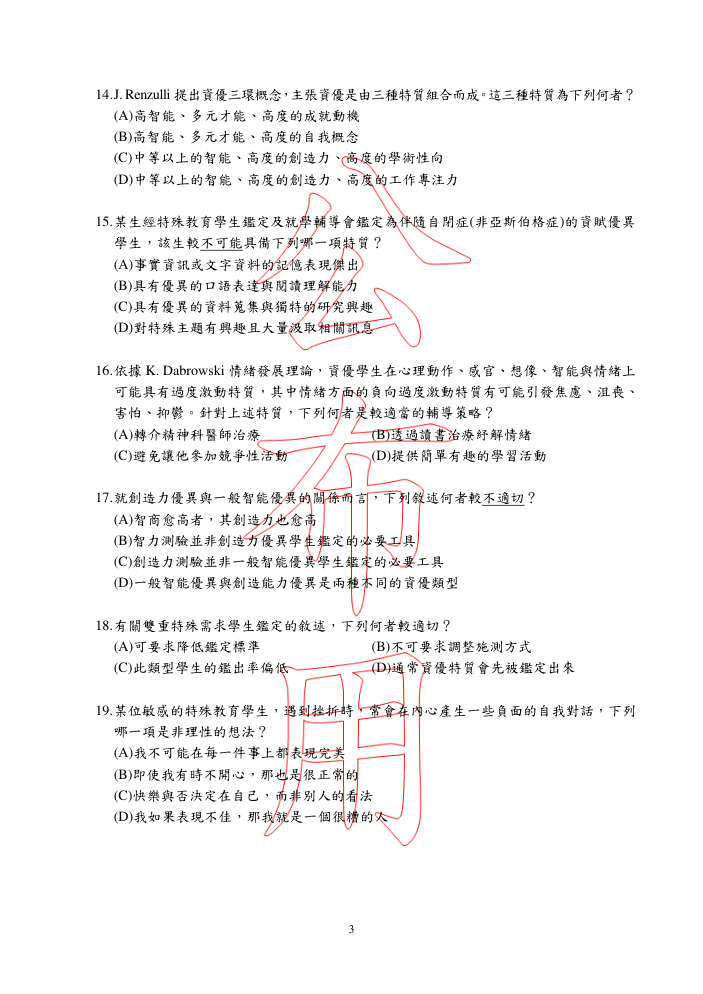 14.J. Renzulli 提出資優三環概念，主張資優是由三種特質組合而成。這三種特質為下列何者？
(A)高智能、多元才能、高度的成就動機
(B)高智能、多元才能、高度的自我概念
(C)中等以上的智能、高度的創造力、高度的學術性向
(D)中等以上的智能、高度的創造力、高度的工作專注力
15.某生經特殊教育學生鑑定及就學輔導會鑑定為伴隨自閉症(非亞斯伯格症)的資賦優異
學生，該生較不可能具備下列哪一項特質？
(A)事實資訊或文字資料的記憶表現傑出
(B)具有優異的口語表達與閱讀理解能力
(C)具有優異的資料蒐集與獨特的研究興趣
(D)對特殊主題有興趣且大量汲取相關訊息
16.依據 K. Dabrowski 情緒發展理論，資優學生在心理動作、感官、想像、智能與情緒上
可能具有過度激動特質，其中情緒方面的負向過度激動特質有可能引發焦慮、沮喪、
害怕、抑鬱。針對上述特質，下列何者是較適當的輔導策略？
(A)轉介精神科醫師治療 (B)透過讀書治療紓解情緒
(C)避免讓他參加競爭性活動 (D)提供簡單有趣的學習活動
17.就創造力優異與一般智能優異的關係而言，下列敘述何者較不適切？
(A)智商愈高者，其創造力也愈高
(B)智力測驗並非創造力優異學生鑑定的必要工具
(C)創造力測驗並非一般智能優異學生鑑定的必要工具
(D)一般智能優異與創造能力優異是兩種不同的資優類型
18.有關雙重特殊需求學生鑑定的敘述，下列何者較適切？
(A)可要求降低鑑定標準 (B)不可要求調整施測方式
(C)此類型學生的鑑出率偏低 (D)通常資優特質會先被鑑定出來
19.某位敏感的特殊教育學生，遇到挫折時，常會在內心產生一些負面的自我對話，下列
哪一項是非理性的想法？
(A)我不可能在每一件事上都表現完美
(B)即使我有時不開心，那也是很正常的
(C)快樂與否決定在自己，而非別人的看法
(D)我如果表現不佳，那我就是一個很糟的人
公布用
3